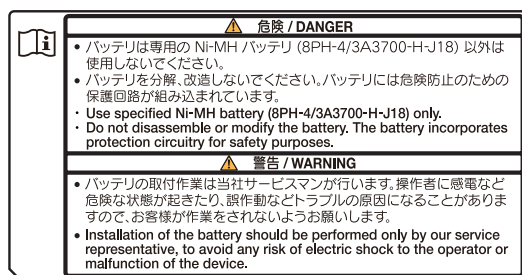 危険 / DANGER
• バッテリは専用の Ni-MH バッテリ (8PH-4/3A3700-H-J18) 以外は
使用しないでください。
• バッテリを分解、改造しないでください。バッテリには危険防止のための
保護回路が組み込まれています。
・ Use specified Ni-MH battery (8PH-4/3A3700-H-J18) only.
・ Do not disassemble or modify the battery. The battery incorporates
protection circuitry for safety purposes.
警告 / WARNING
• バッテリの取付作業は当社サービスマンが行います。操作者に感電など
危険な状態が起きたり、誤作動などトラブルの原因になることがありま
すので、お客様が作業をされないようお願いします。
• Installation of the battery should be performed only by our service
representative, to avoid any risk of electric shock to the operator or
malfunction of the device.